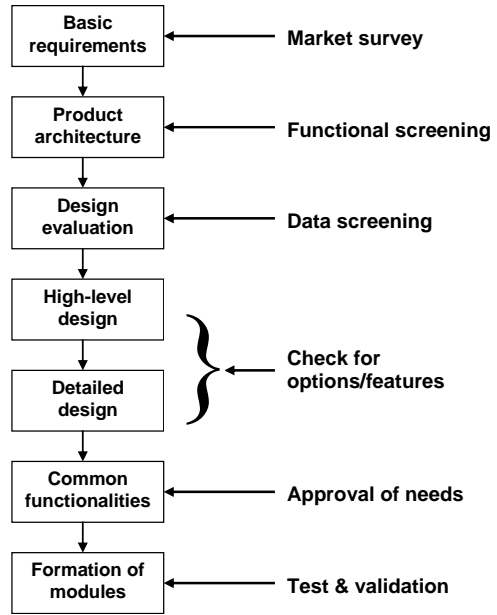 Basic
requirements
Market survey
Product
architecture
Functional screening
Design
evaluation
Data screening
High-level
design
Detailed
design
Check for
options/features
Common
functionalities
Approval of needs
Formation of
modules
Test & validation